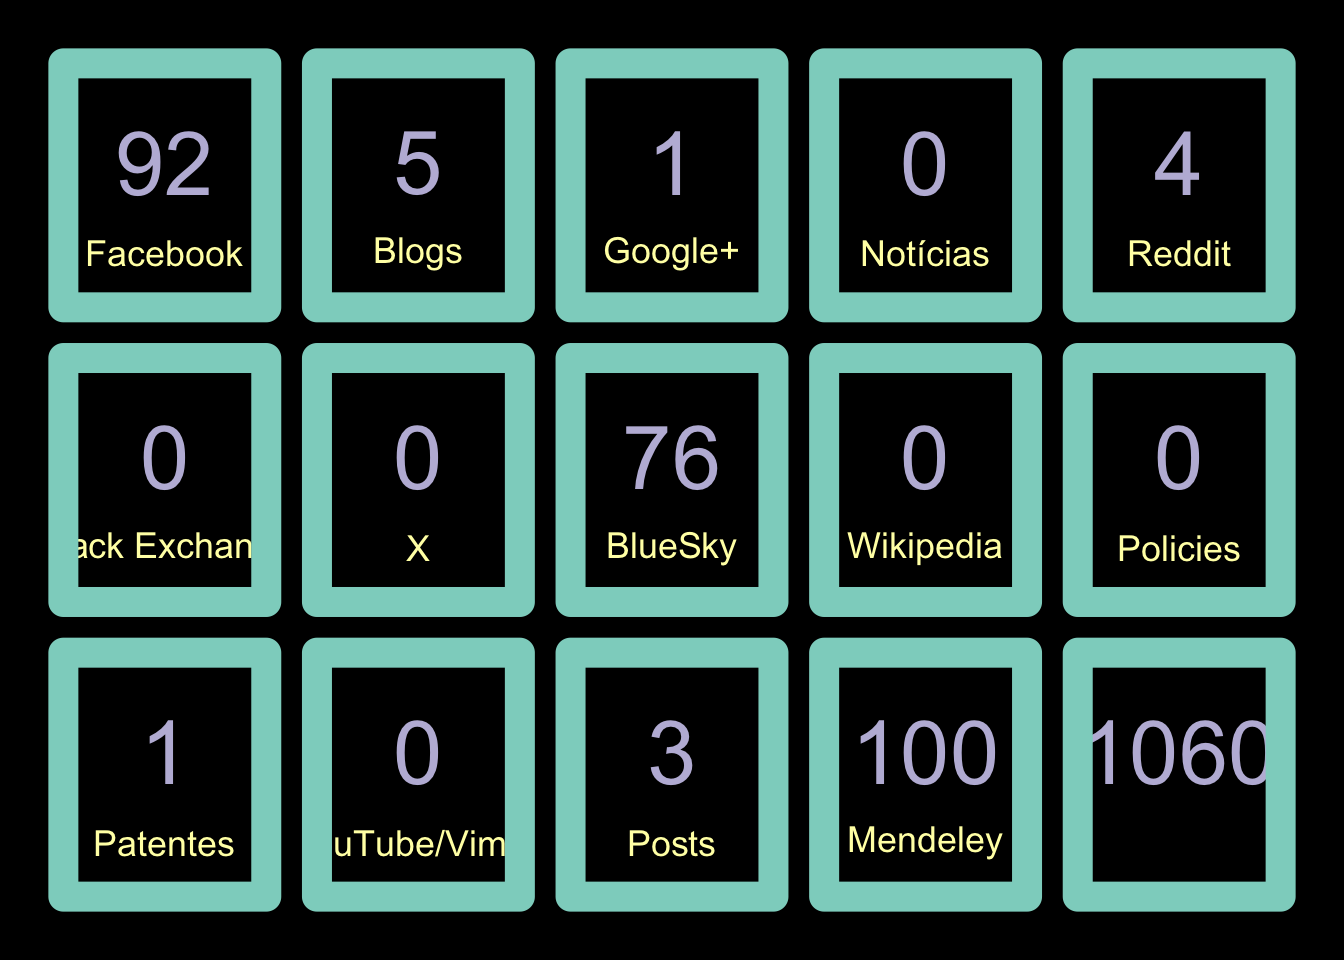 92
Facebook
5
Blogs
1
Google+
0
Notícias
4
Reddit
0
ack Exchan
0
X
76
BlueSky
0
Wikipedia
0
Policies
1
Patentes
0
uTube/Vim
3
Posts
100
Mendeley
1060